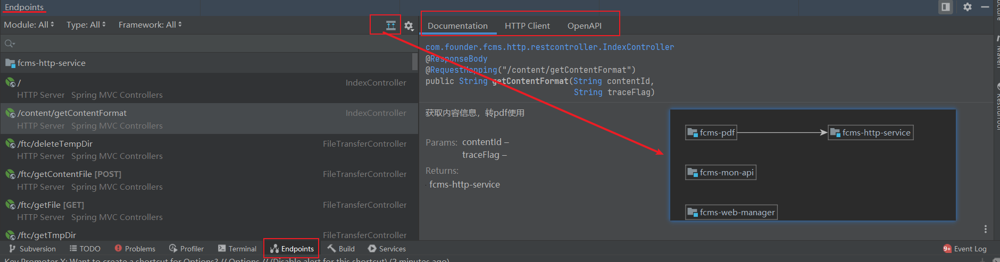 Endpoints
Module: All Type: All Framework: All
fcms-http-service
/ IndexController
HTTP Server Spring MVC Controllers
/content/getContentFormat IndexController
HTTP Server Spring MVC Controllers
/ftc/deleteTempDir FileTransferController
HTTP Server Spring MVC Controllers
/ftc/getContentFile [POST] FileTransferController
HTTP Server Spring MVC Controllers
/ftc/getFile [GET] FileTransferController
HTTP Server Spring MVC Controllers
/ftc/getTmpDir FileTransferController
Documentation HTTP Client OpenAPI
com.founder.fcms.http.restcontroller.IndexController
@ResponseBody
@RequestMapping("/content/getContentFormat")
public String getContentFormat(String contentId,
String traceFlag)
获取内容信息，转pdf使用
Params: contentId –
traceFlag –
Returns:
fcms-http-service
fcms-pdf fcms-http-service
fcms-mon-api
fcms-web-manager
Maven
RestfulTool
Subversion TODO Problems Profiler Terminal Endpoints Build Services 9+ Event Log
Key Promoter X: Want to create a shortcut for Options? // Options // (Disable alert for this shortcut) (2 minutes ago)